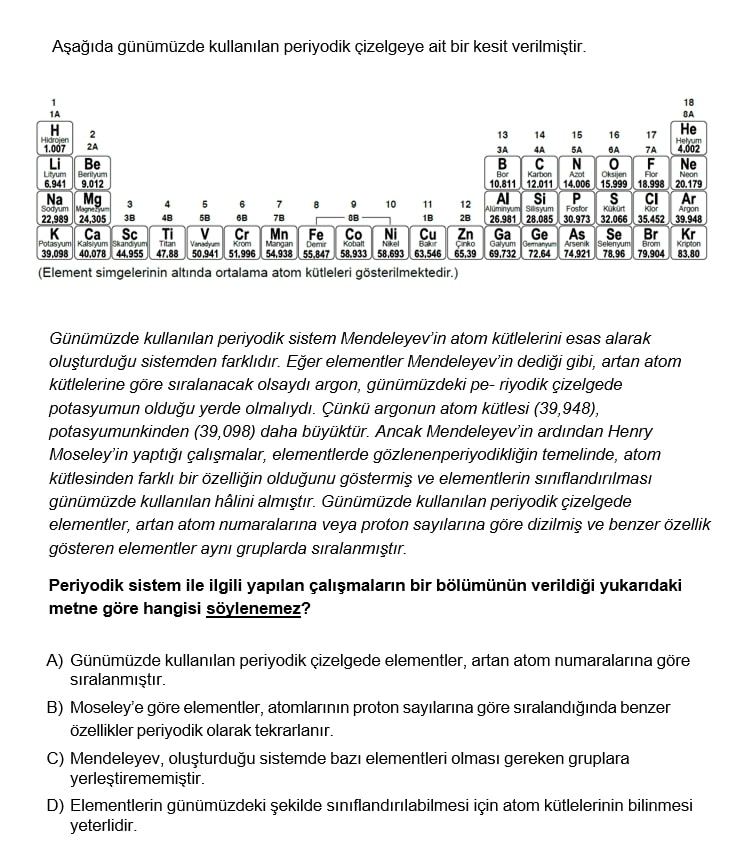 Aşağıda günümüzde kullanılan periyodik çizelgeye ait bir kesit verilmiştir.
1 18
1A 8A
H 2 13 14 15 16 17 He
Hidrojen 2A 3A 4A 5A 6A 7A Helyum
1.007 4,002
Li Be B C N O F Ne
Lityum Berilyum Bor Karbon Azot Oksijen Flor Neon
6.941 9,012 10.811 12,011 14,006 15,999 18,998 20.179
Na Mg 3 4 5 6 7 8 9 10 11 12 Al Si P S Cl Ar
Sodyum Magnezyum 3B 4B 5B 6B 7B 8B 1B 2B Alüminyum Silisyum Fosfor Kükürt Klor Argon
22,989 24,305 26.981 28.085 30.973 32.066 35.452 39.948
K Ca Sc Ti V Cr Mn Fe Co Ni Cu Zn Ga Ge As Se Br Kr
Potasyum Kalsiyum Skandiyum Titan Vanadyum Krom Mangan Demir Kobalt Nikel Bakır Çinko Galyum Germanyum Arsenik Selenyum Brom Kripton
39,098 40,078 44,955 47.88 50,941 51,996 54,938 55,847 58,933 58,693 63,546 65,39 69,732 72,64 74,921 78,96 79,904 83,80
(Element simgelerinin altında ortalama atom kütleleri gösterilmektedir.)
Günümüzde kullanılan periyodik sistem Mendeleyev’in atom kütlelerini esas alarak
oluşturduğu sistemden farklıdır. Eğer elementler Mendeleyev’in dediği gibi, artan atom
kütlelerine göre sıralanacak olsaydı argon, günümüzdeki pe- riyodik çizelgede
potasyumun olduğu yerde olmalıydı. Çünkü argonun atom kütlesi (39,948),
potasyumunkinden (39,098) daha büyüktür. Ancak Mendeleyev’in ardından Henry
Moseley’in yaptığı çalışmalar, elementlerde gözlenenperiyodikliğin temelinde, atom
kütlesinden farklı bir özelliğin olduğunu göstermiş ve elementlerin sınıflandırılması
günümüzde kullanılan hâlini almıştır. Günümüzde kullanılan periyodik çizelgede
elementler, artan atom numaralarına veya proton sayılarına göre dizilmiş ve benzer özellik
gösteren elementler aynı gruplarda sıralanmıştır.
Periyodik sistem ile ilgili yapılan çalışmaların bir bölümünün verildiği yukarıdaki
metne göre hangisi söylenemez?
A) Günümüzde kullanılan periyodik çizelgede elementler, artan atom numaralarına göre
sıralanmıştır.
B) Moseley’e göre elementler, atomlarının proton sayılarına göre sıralandığında benzer
özellikler periyodik olarak tekrarlanır.
C) Mendeleyev, oluşturduğu sistemde bazı elementleri olması gereken gruplara
yerleştirememiştir.
D) Elementlerin günümüzdeki şekilde sınıflandırılabilmesi için atom kütlelerinin bilinmesi
yeterlidir.